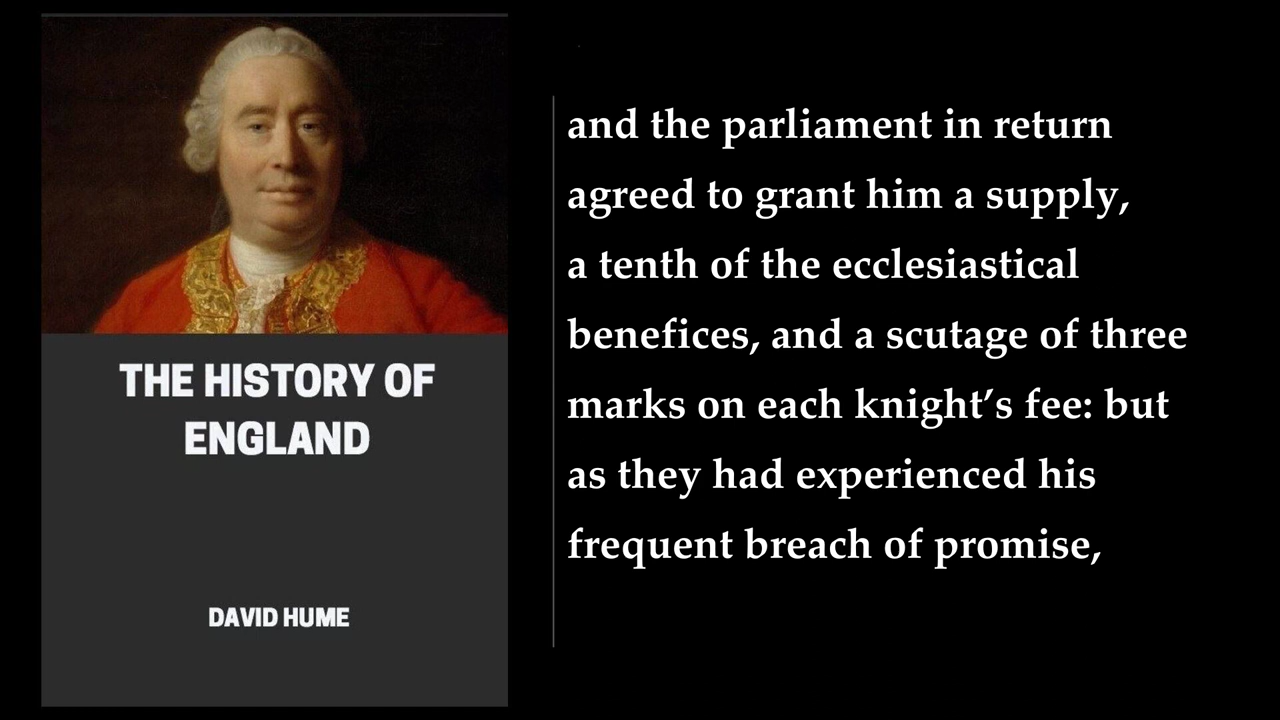 THE HISTORY OF
ENGLAND
DAVID HUME
and the parliament in return
agreed to grant him a supply,
a tenth of the ecclesiastical
benefices, and a scutage of three
marks on each knight’s fee: but
as they had experienced his
frequent breach of promise,